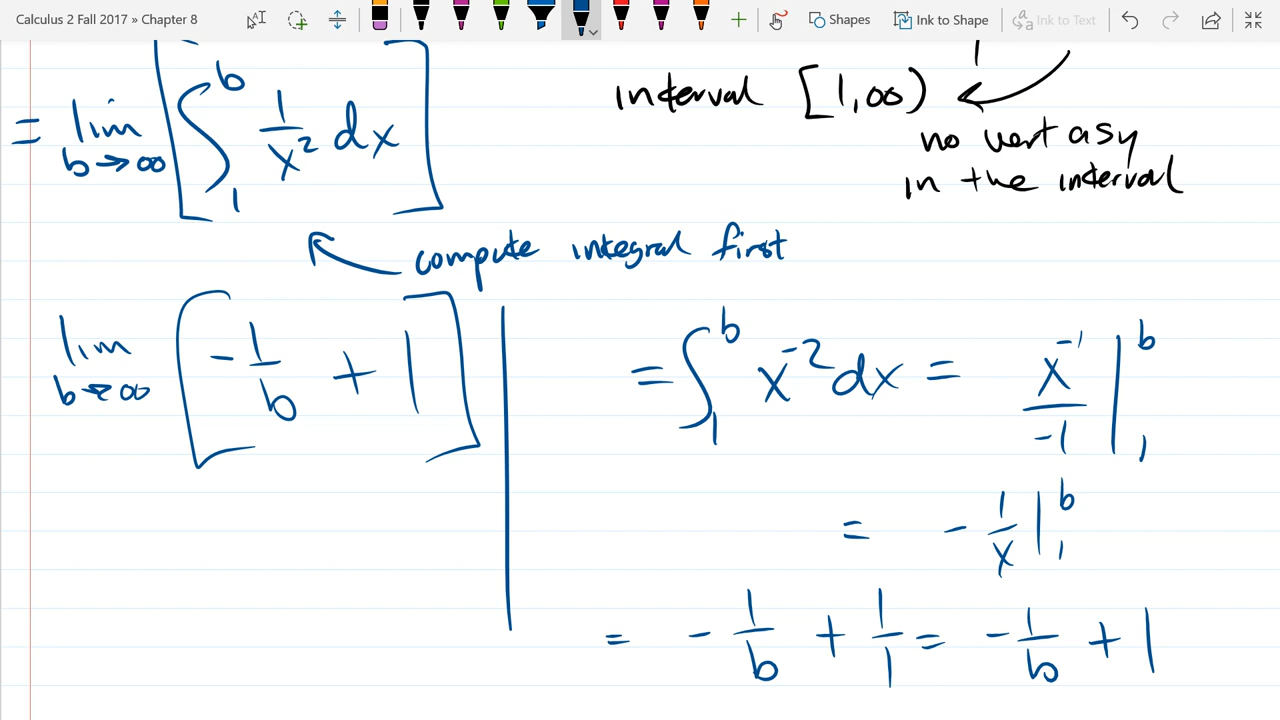 Calculus 2 Fall 2017 » Chapter 8
Shapes
Ink to Shape
Ink to Text
= lim b→∞ [∫₁ᵇ 1/x² dx]
interval [1,∞)
no vert asy
in the interval
compute integral first
lim b→∞ [-1/b + 1]
= ∫₁ᵇ x⁻² dx = x⁻¹/-1 |₁ᵇ
= -1/x |₁ᵇ
= -1/b + 1/1 = -1/b + 1